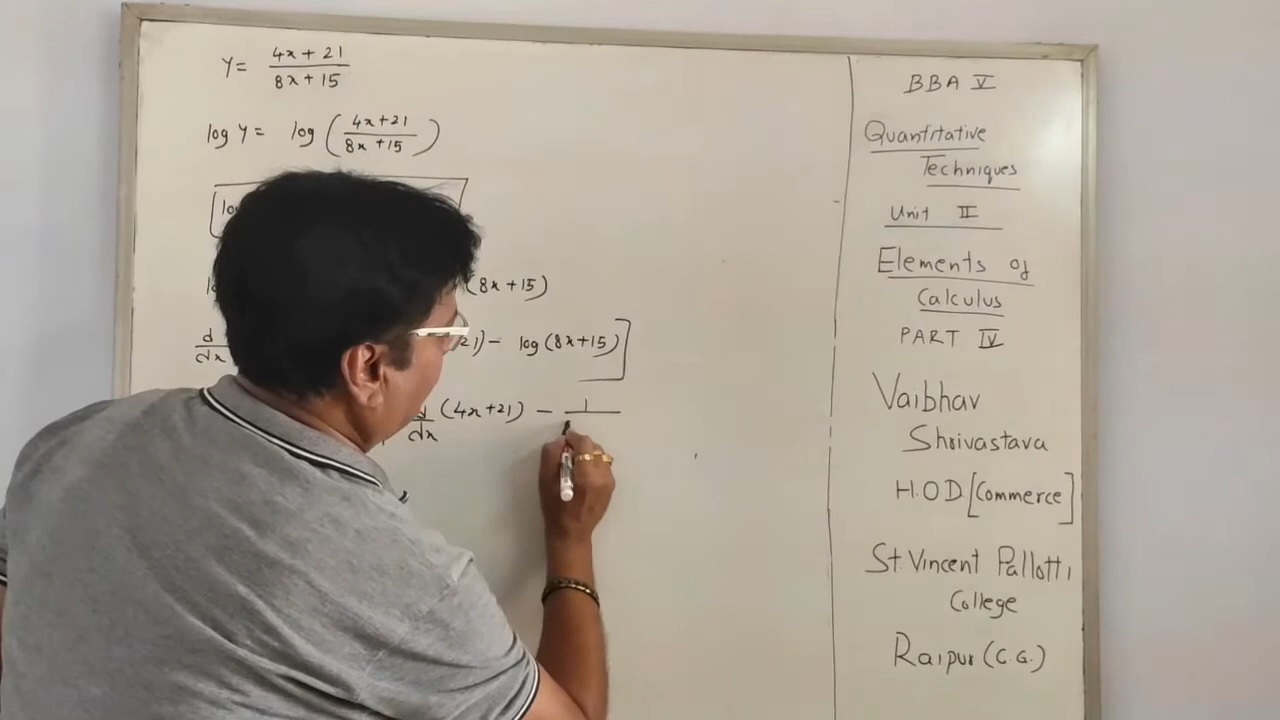 Y = 4x + 21 / 8x + 15
log Y = log ( 4x+21 / 8x + 15 )
(8x + 15)
d/dx 21) - log (8x+15) ]
d/dx (4x+21) - 1
BBA V
Quantitative
Techniques
Unit II
Elements of
Calculus
PART IV
Vaibhav
Shrivastava
H.O.D. [Commerce]
St. Vincent Pallotti
College
Raipur (C.G.)